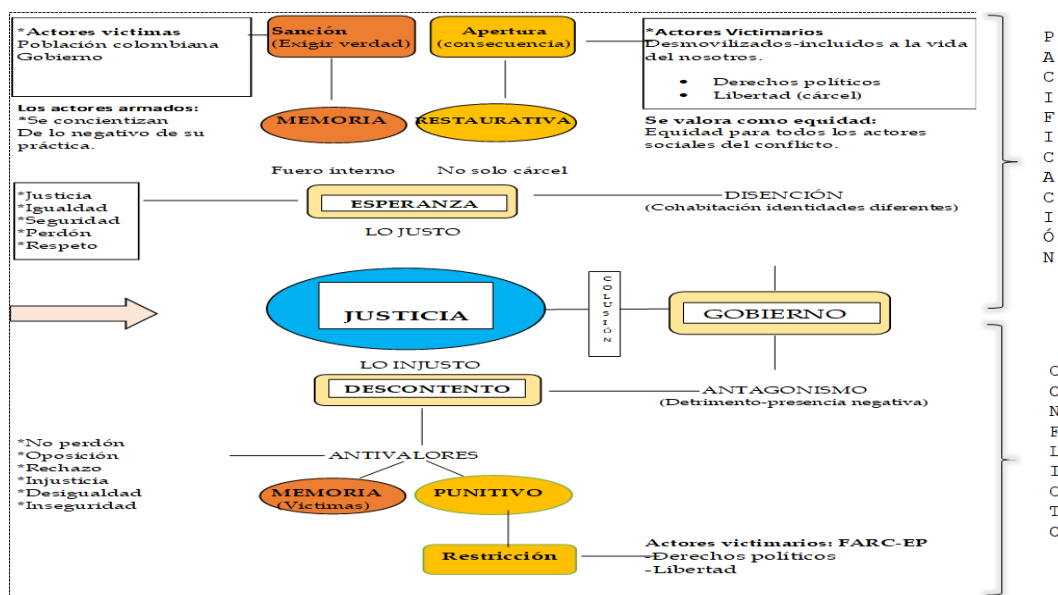 *Actores victimas
Población colombiana
Gobierno
Sanción
(Exigir verdad)
Apertura
(consecuencia)
*Actores Victimarios
Desmovilizados-incluidos a la vida
del nosotros.
• Derechos políticos
• Libertad (cárcel)
Los actores armados:
*Se concientizan
De lo negativo de su
práctica.
MEMORIA
RESTAURATIVA
Se valora como equidad:
Equidad para todos los actores
sociales del conflicto.
Fuero interno
No solo cárcel
*Justicia
*Igualdad
*Seguridad
*Perdón
*Respeto
ESPERANZA
LO JUSTO
DISENCIÓN
(Cohabitación identidades diferentes)
PACIFICACIÓN
JUSTICIA
COLUSIÓN
GOBIERNO
LO INJUSTO
DESCONTENTO
ANTAGONISMO
(Detrimento-presencia negativa)
CONFLICTO
*No perdón
*Oposición
*Rechazo
*Injusticia
*Desigualdad
*Inseguridad
ANTIVALORES
MEMORIA
(Victimas)
PUNITIVO
Restricción
Actores victimarios: FARC-EP
-Derechos políticos
-Libertad